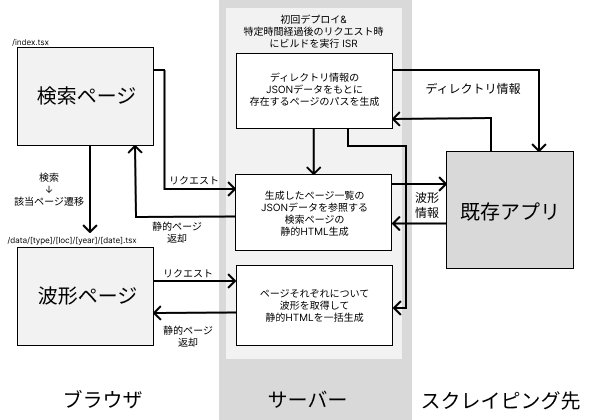 初回デプロイ&
特定時間経過後のリクエスト時
にビルドを実行 ISR
/index.tsx
検索ページ
ディレクトリ情報の
JSONデータをもとに
存在するページのパスを生成
ディレクトリ情報
検索
↓
該当ページ遷移
リクエスト
静的ページ
返却
生成したページ一覧の
JSONデータを参照する
検索ページの
静的HTML生成
波形
情報
既存アプリ
/data/[type]/[loc]/[year]/[date].tsx
波形ページ
リクエスト
静的ページ
返却
ページそれぞれについて
波形を取得して
静的HTMLを一括生成
ブラウザ
サーバー
スクレイピング先